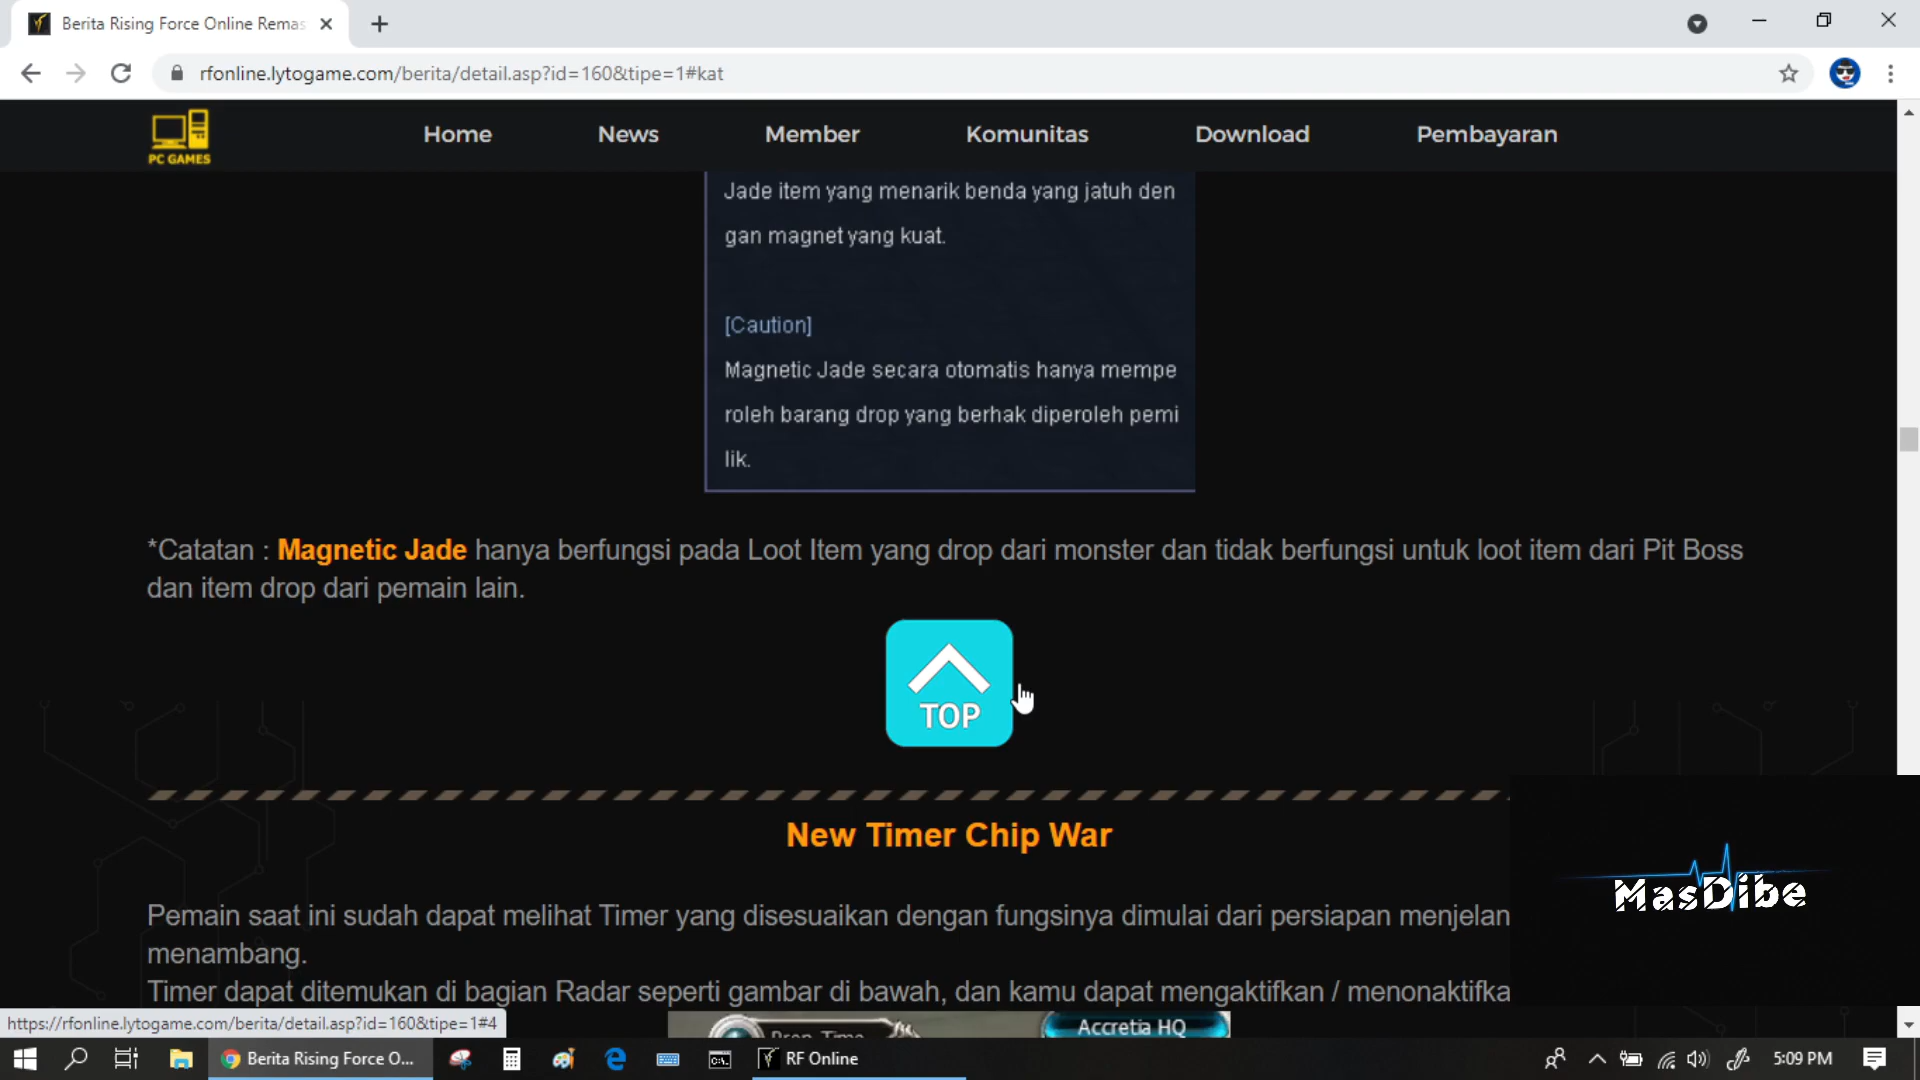 Berita Rising Force Online Remas
rfonline.lytogame.com/berita/detail.asp?id=160&tipe=1#kat
PC GAMES
Home
News
Member
Komunitas
Download
Pembayaran
Jade item yang menarik benda yang jatuh den
gan magnet yang kuat.
[Caution]
Magnetic Jade secara otomatis hanya mempe
roleh barang drop yang berhak diperoleh pemi
lik.
*Catatan : Magnetic Jade hanya berfungsi pada Loot Item yang drop dari monster dan tidak berfungsi untuk loot item dari Pit Boss
dan item drop dari pemain lain.
TOP
New Timer Chip War
Pemain saat ini sudah dapat melihat Timer yang disesuaikan dengan fungsinya dimulai dari persiapan menjelan
menambang.
Timer dapat ditemukan di bagian Radar seperti gambar di bawah, dan kamu dapat mengaktifkan / menonaktifka
MasDibe
https://rfonline.lytogame.com/berita/detail.asp?id=160&tipe=1#4
Prep Time
Accretia HQ
Berita Rising Force O...
RF Online
5:09 PM